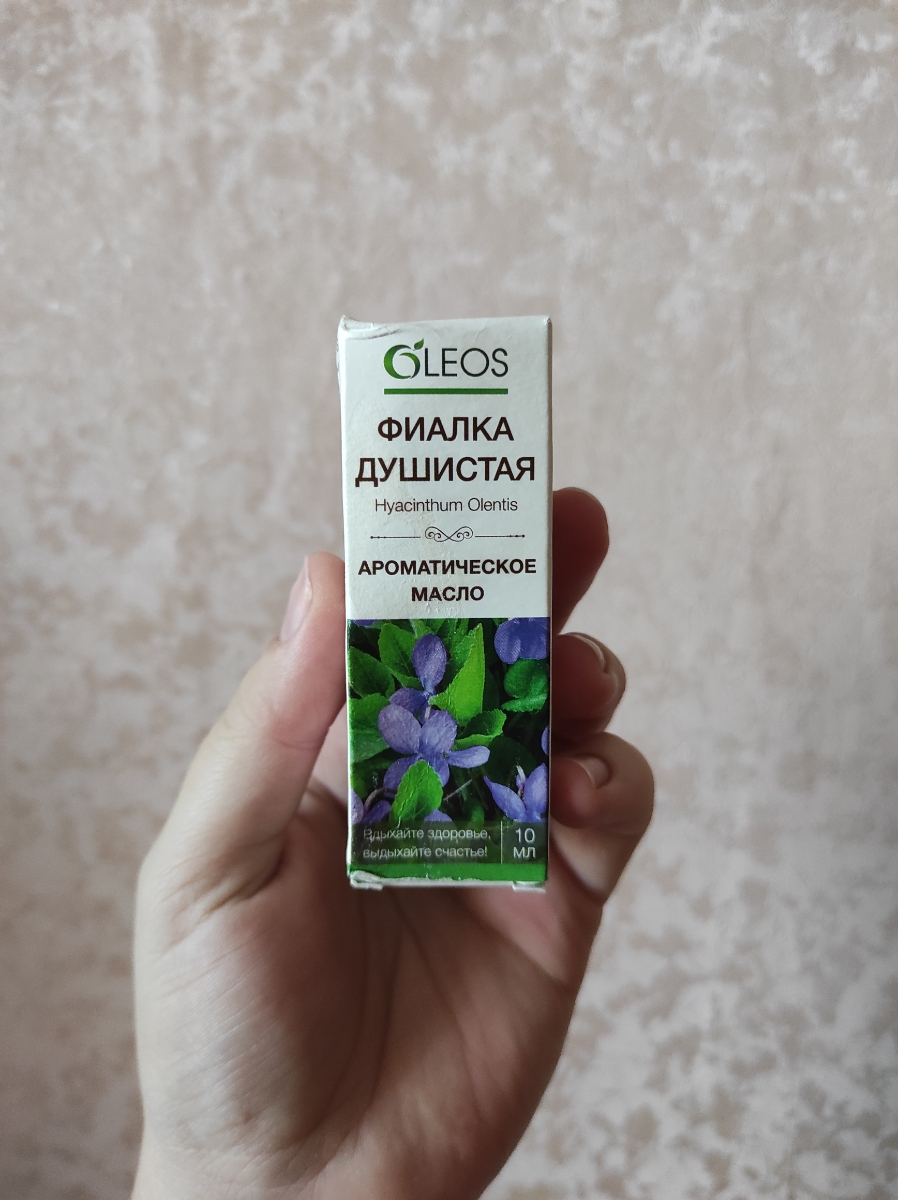 OLEOS
ФИАЛКА
ДУШИСТАЯ
Hyacinthum Olentis
АРОМАТИЧЕСКОЕ
МАСЛО
Вдыхайте здоровье,
выдыхайте счастье!
10
МЛ